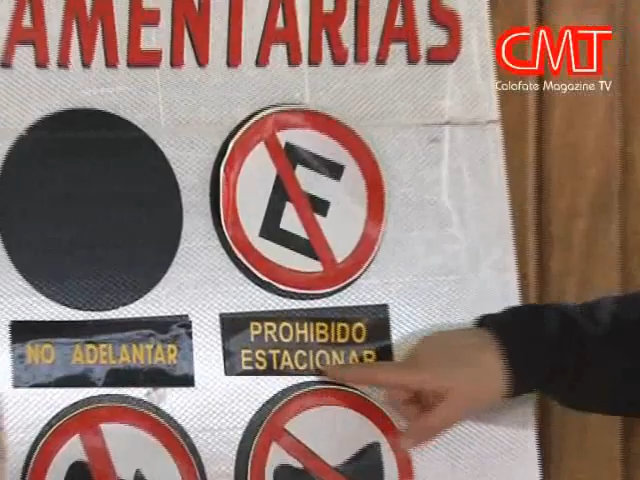 AMENTARIAS
CMT
Calafate Magazine TV
E
NO ADELANTAR
PROHIBIDO
ESTACIONAR